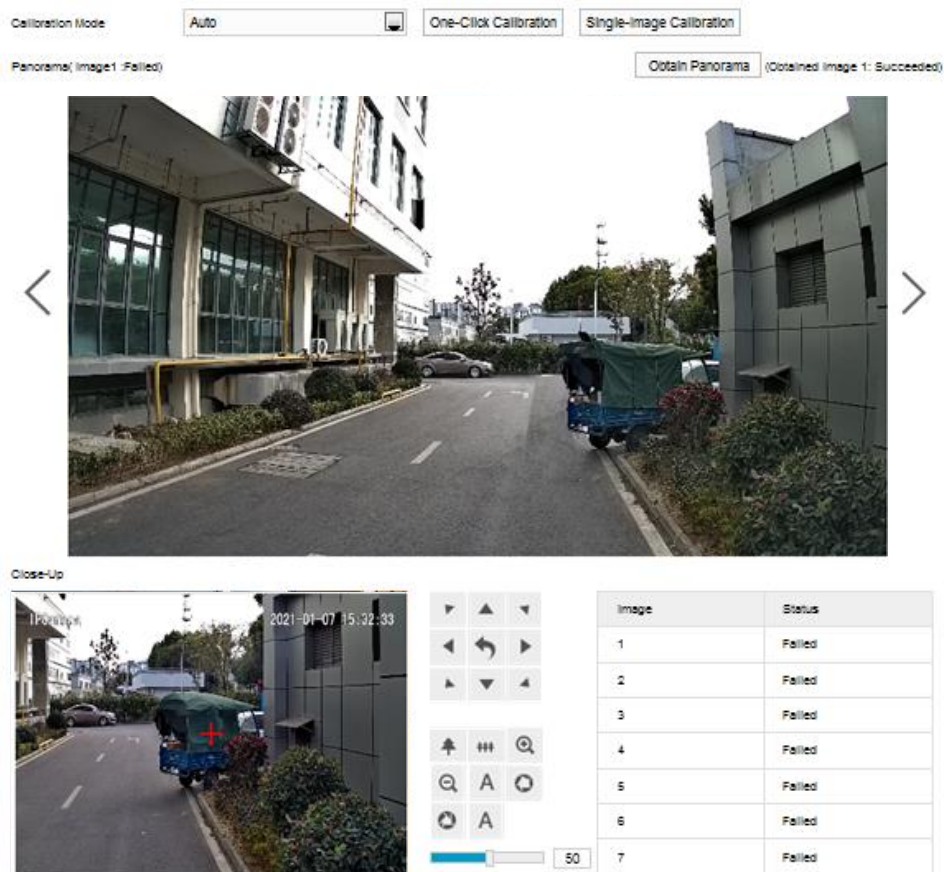 Calibration Mode Auto One-Click Calibration Single-Image Calibration
Panorama( Image1 :Failed) Obtain Panorama (Obtained Image 1: Succeeded)
Close-Up
2021-01-07 15:32:33
Image Status
1 Failed
2 Failed
3 Failed
4 Failed
5 Failed
6 Failed
7 Failed
A
A
50